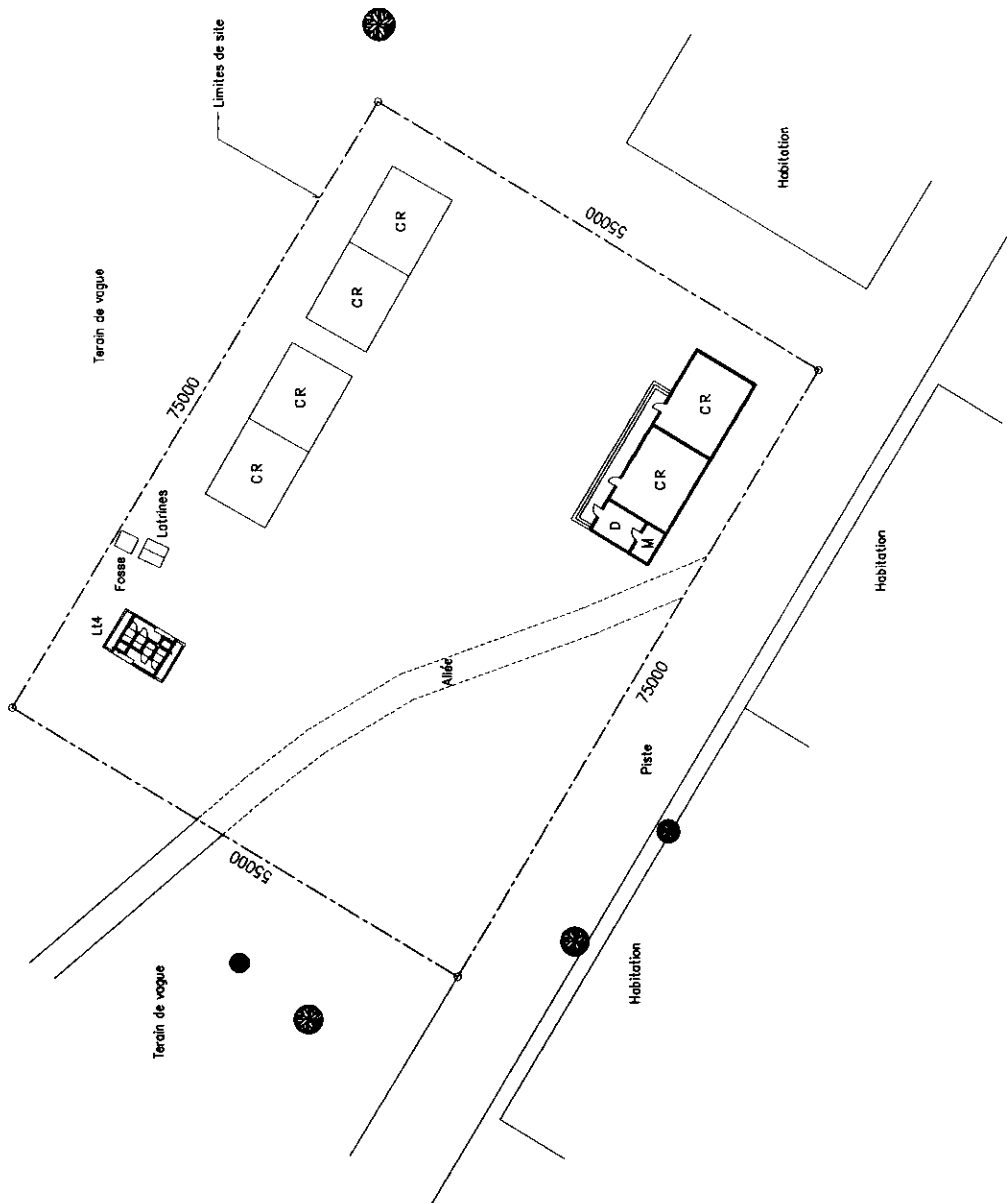 Limites de site
Habitation
55000
Terain de vague
CR
CR
75000
CR
CR
Latrines
Fosse
Lt4
CR
CR
D
M
Habitation
Allée
75000
Piste
55000
Terain de vague
Habitation